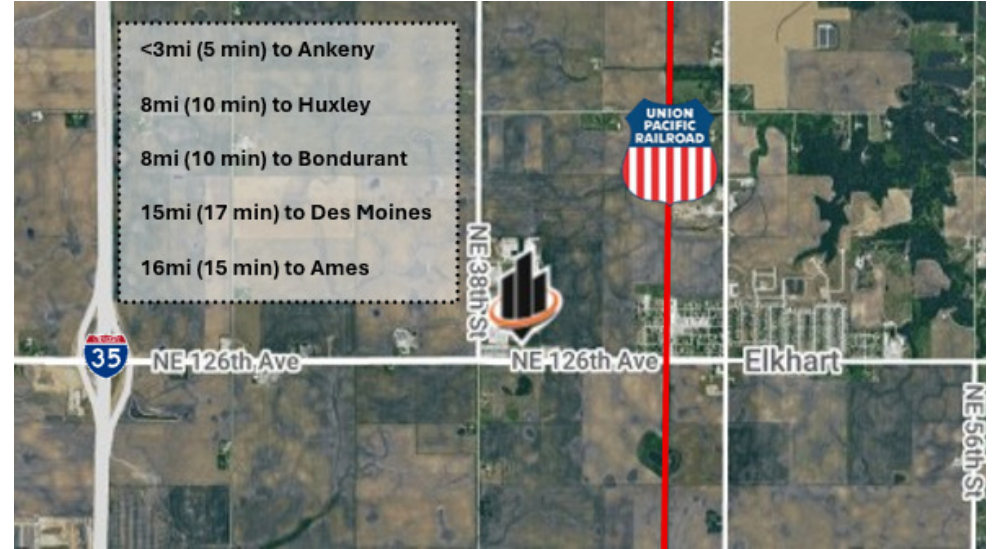 <3mi (5 min) to Ankeny
8mi (10 min) to Huxley
8mi (10 min) to Bondurant
15mi (17 min) to Des Moines
16mi (15 min) to Ames
UNION
PACIFIC
RAILROAD
NE 38th St
35
NE 126th Ave
NE 126th Ave
Elkhart
NE 56th St